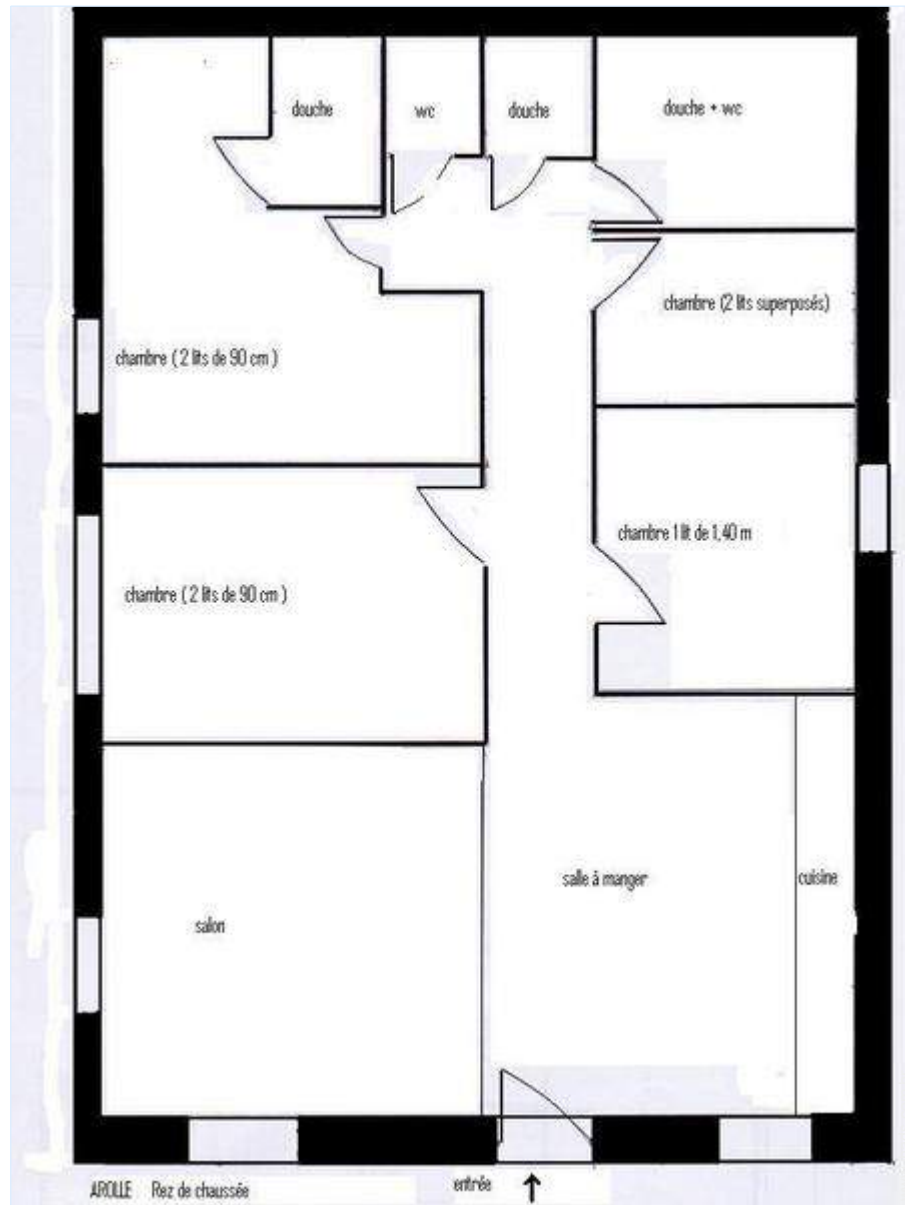 douche
wc
douche
douche + wc
chambre (2 lits superposés)
chambre ( 2 lits de 90 cm )
chambre 1 lit de 1,40 m
chambre ( 2 lits de 90 cm )
salle à manger
cuisine
salon
AROLLE Rez de chaussée
entrée